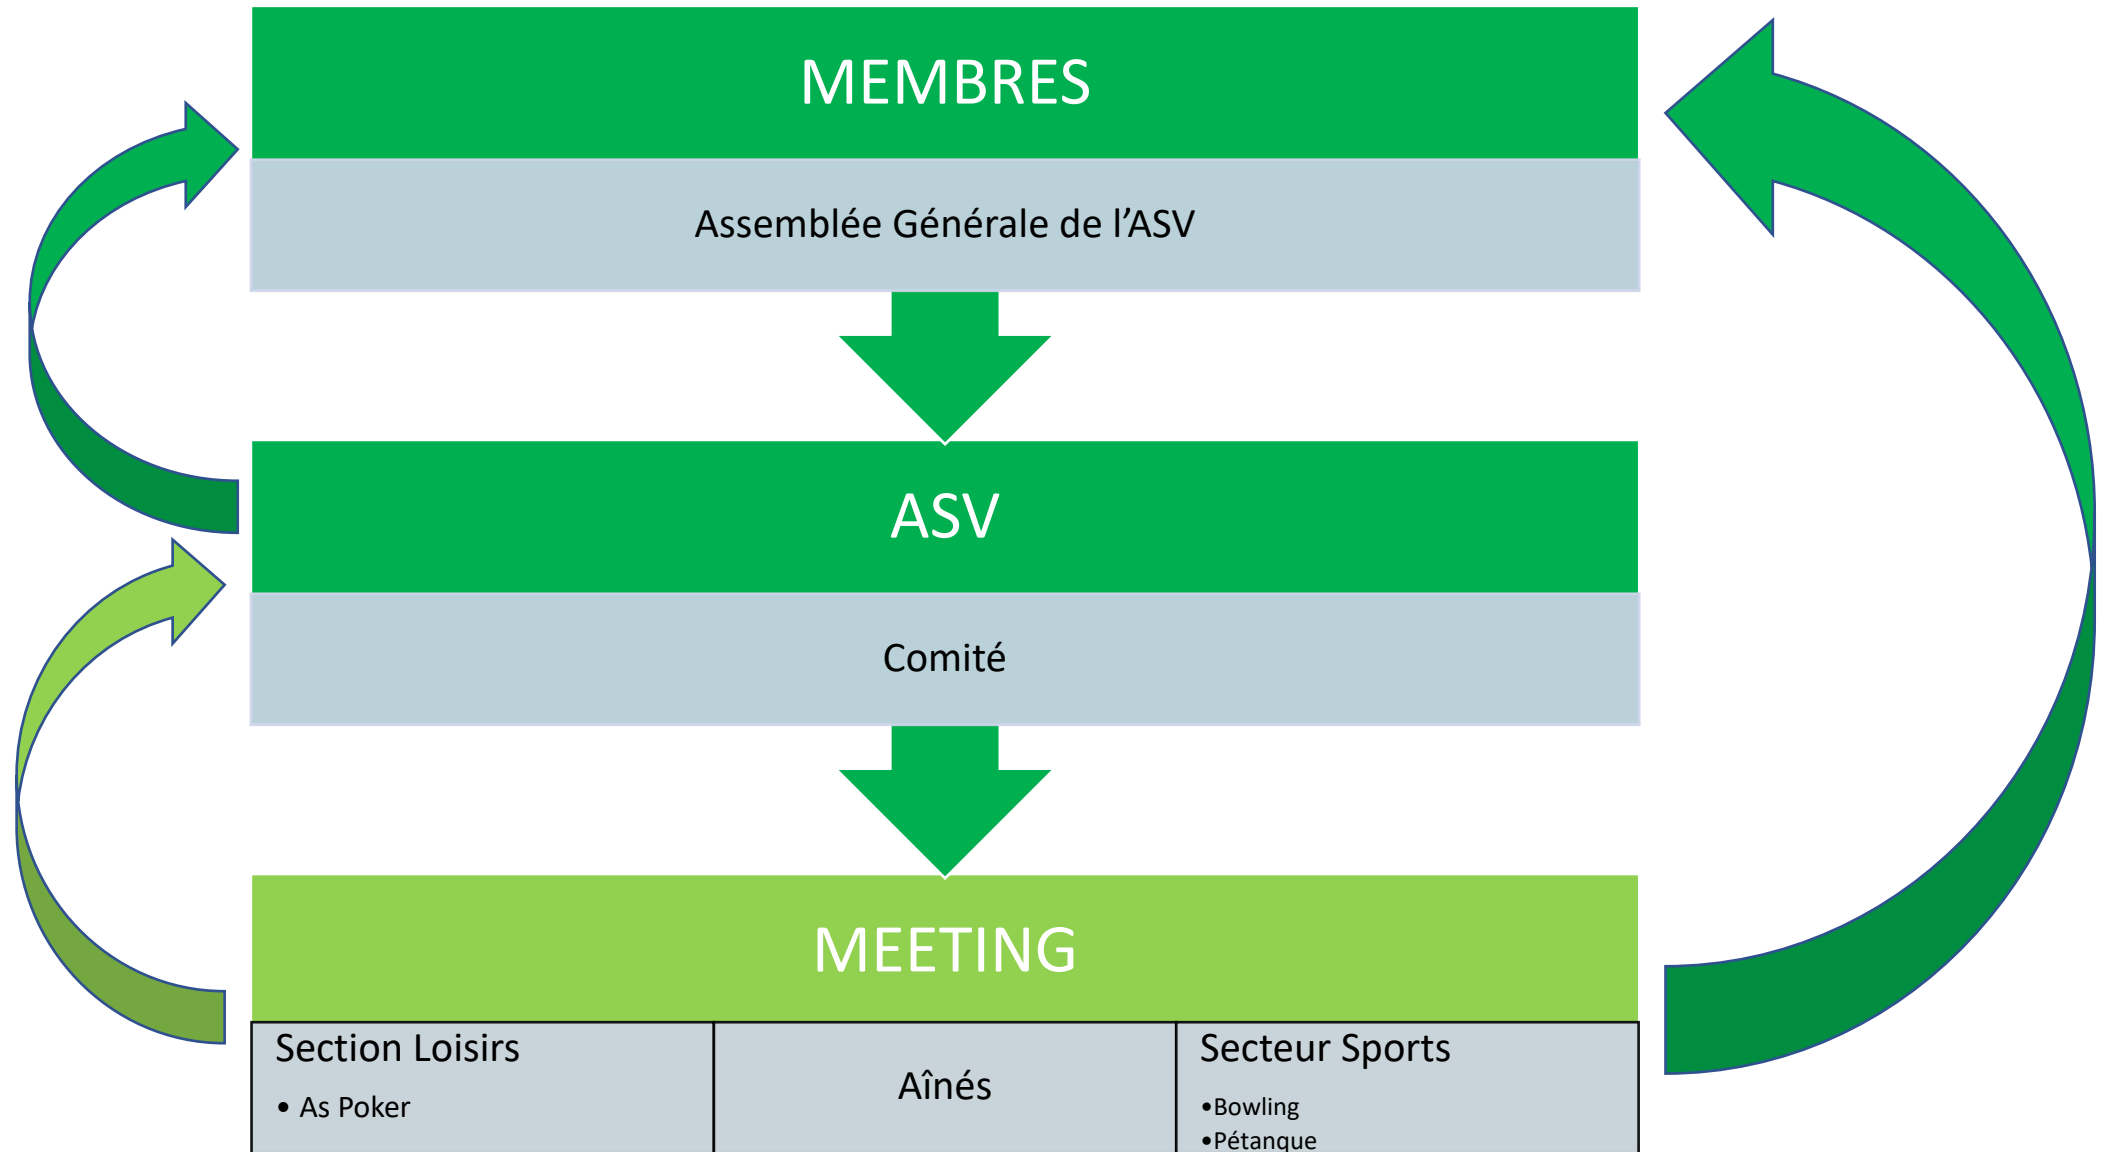 MEMBRES
Assemblée Générale de l’ASV
ASV
Comité
MEETING
Section Loisirs
• As Poker
Aînés
Secteur Sports
•Bowling
•Pétanque